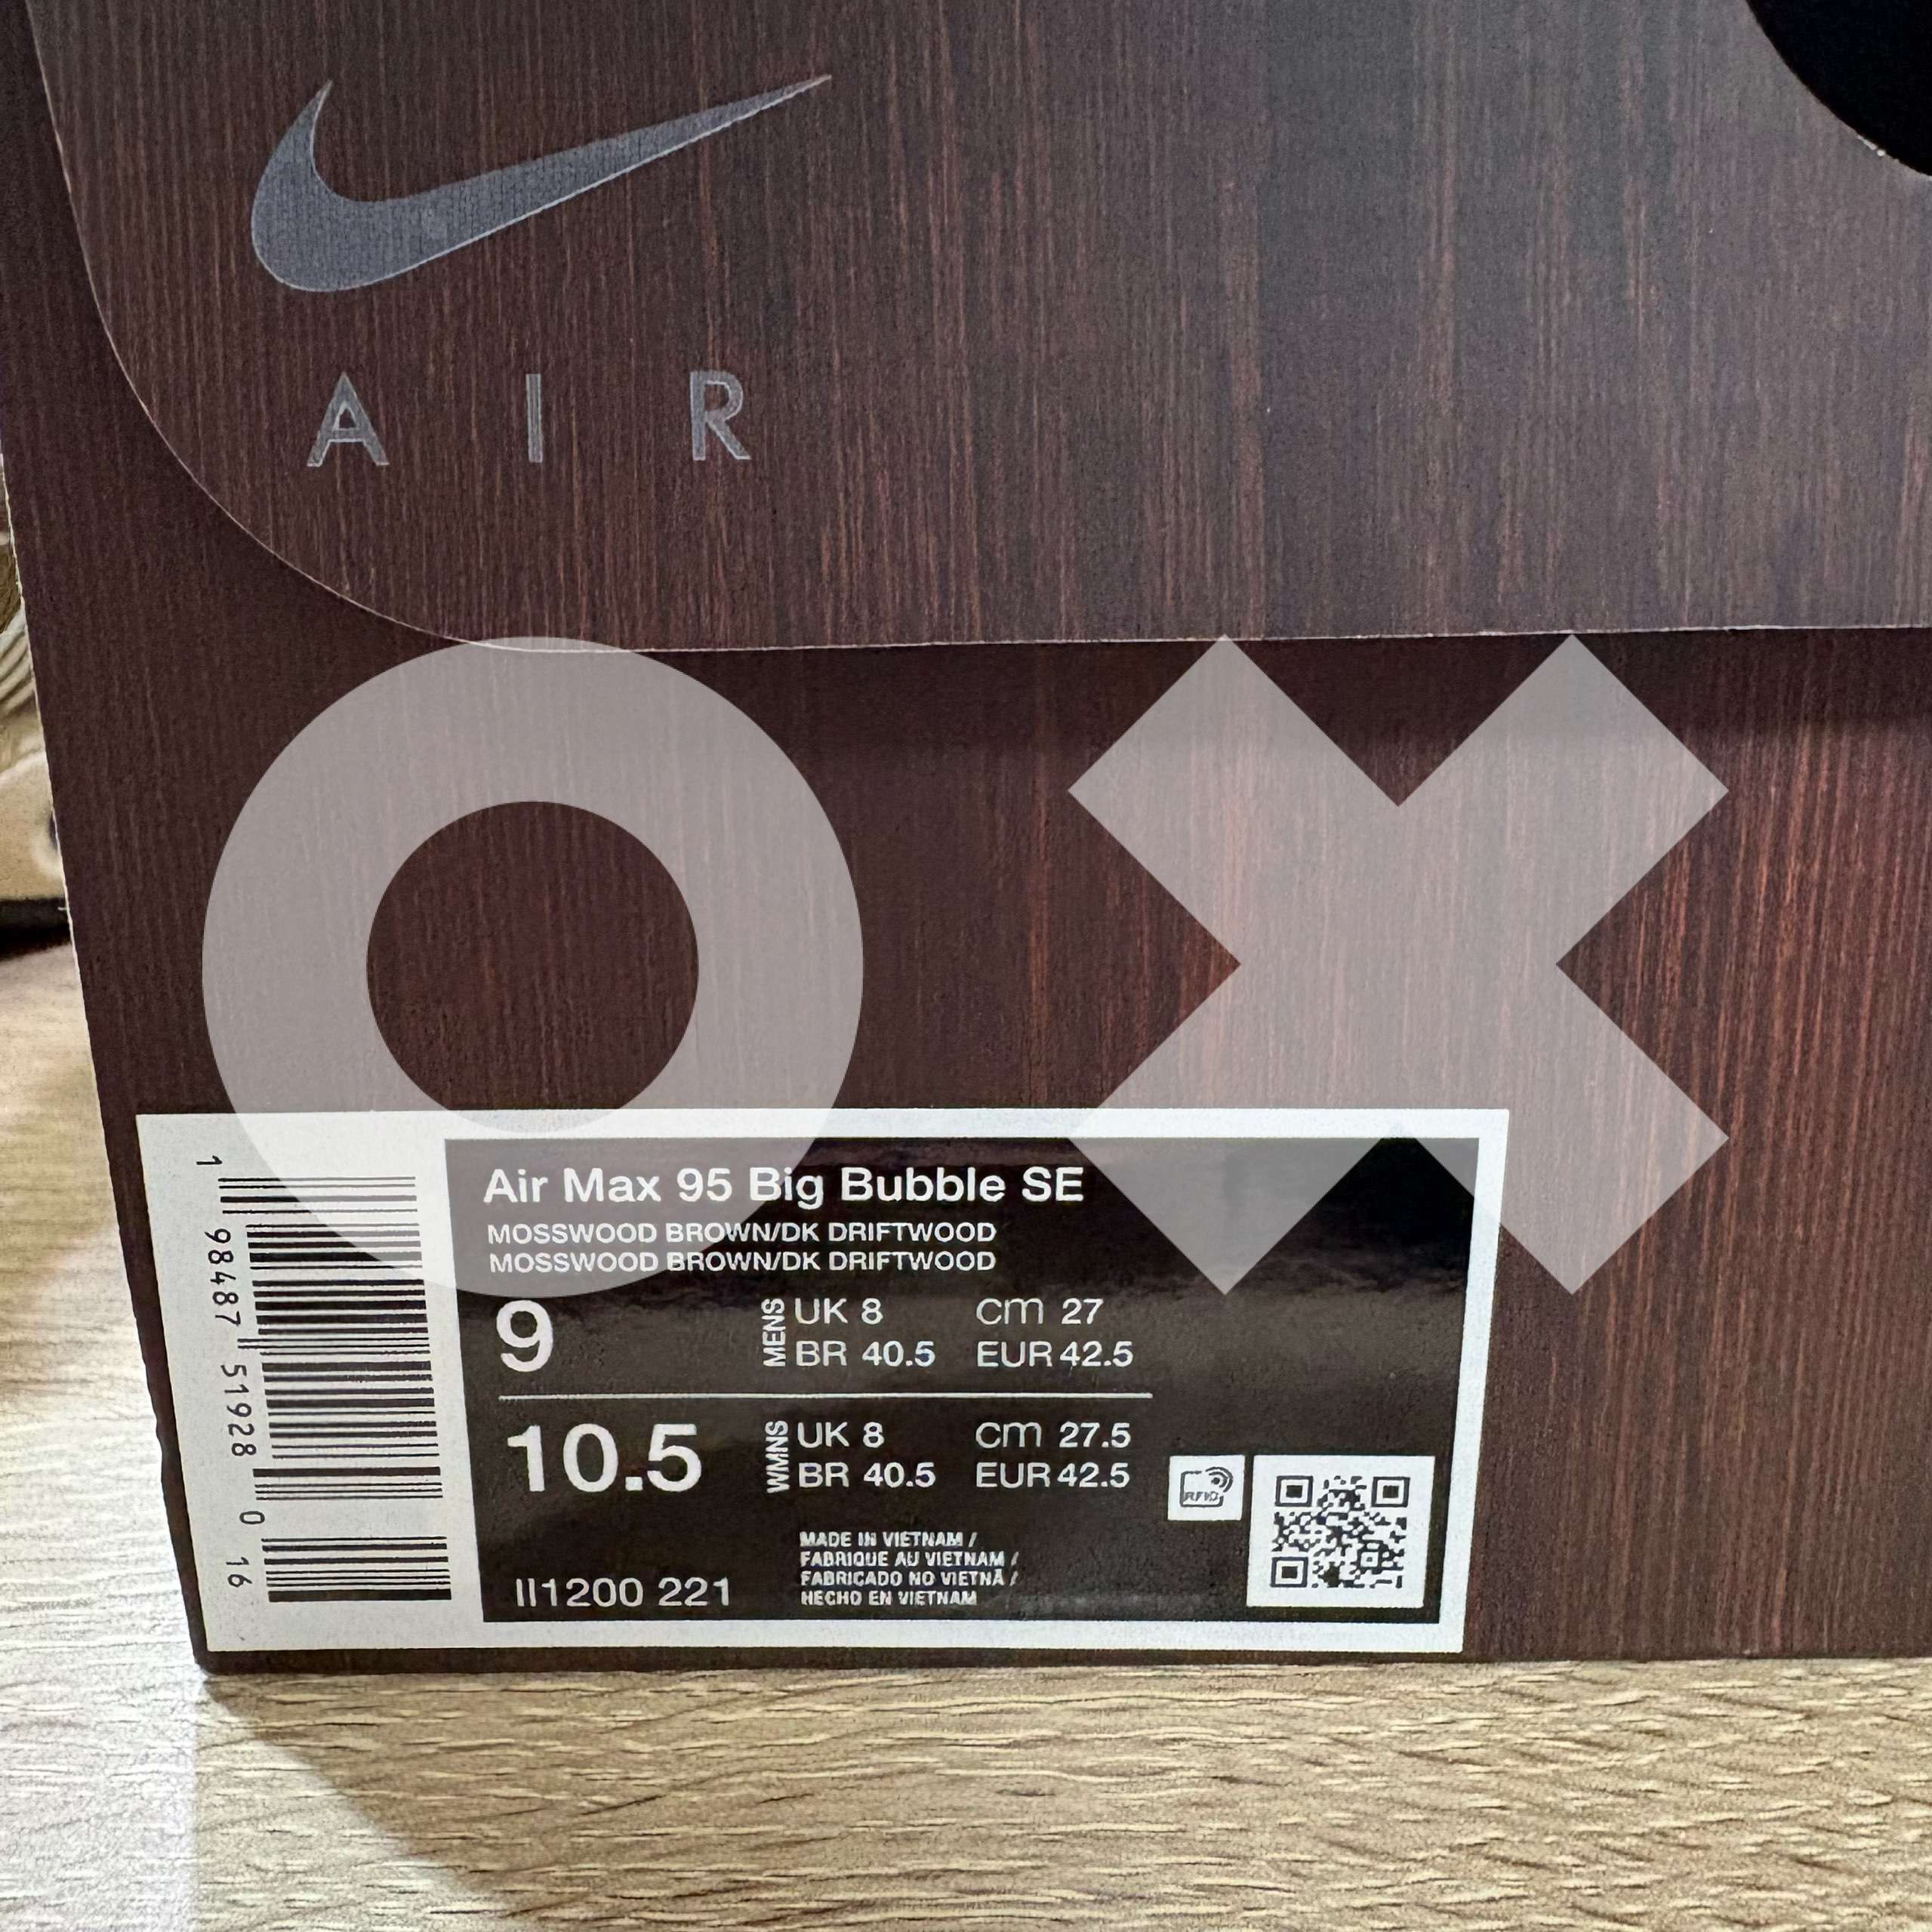 AIR
Air Max 95 Big Bubble SE
MOSSWOOD BROWN/DK DRIFTWOOD
MOSSWOOD BROWN/DK DRIFTWOOD
9
MENS
UK 8 cm 27
BR 40.5 EUR 42.5
10.5
WMNS
UK 8 cm 27.5
BR 40.5 EUR 42.5
RFID
II1200 221
MADE IN VIETNAM /
FABRIQUE AU VIETNAM /
FABRICADO NO VIETNÃ /
HECHO EN VIETNAM
1 98487 51928 0 16
OX